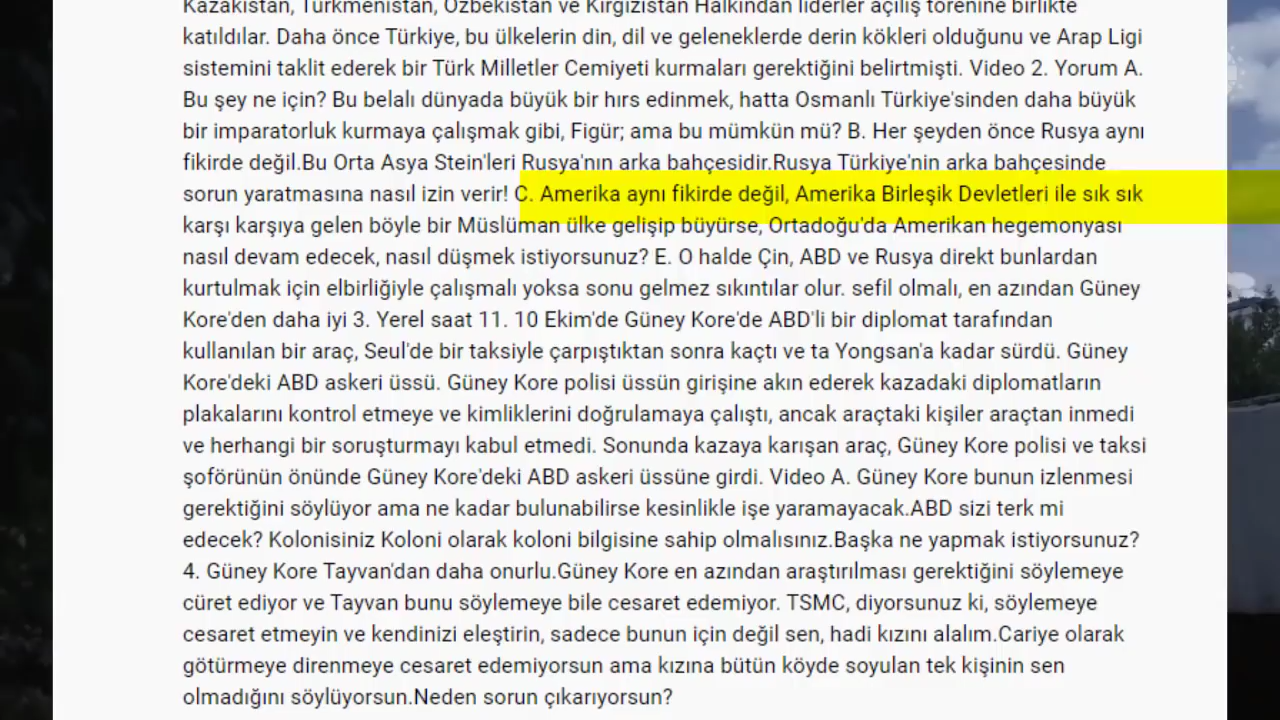 Kazakistan, Türkmenistan, Özbekistan ve Kırgızistan Halkından liderler açılış törenine birlikte
katıldılar. Daha önce Türkiye, bu ülkelerin din, dil ve geleneklerde derin kökleri olduğunu ve Arap Ligi
sistemini taklit ederek bir Türk Milletler Cemiyeti kurmaları gerektiğini belirtmişti. Video 2. Yorum A.
Bu şey ne için? Bu belalı dünyada büyük bir hırs edinmek, hatta Osmanlı Türkiye'sinden daha büyük
bir imparatorluk kurmaya çalışmak gibi, Figür; ama bu mümkün mü? B. Her şeyden önce Rusya aynı
fikirde değil.Bu Orta Asya Stein'leri Rusya'nın arka bahçesidir.Rusya Türkiye'nin arka bahçesinde
sorun yaratmasına nasıl izin verir! C. Amerika aynı fikirde değil, Amerika Birleşik Devletleri ile sık sık
karşı karşıya gelen böyle bir Müslüman ülke gelişip büyürse, Ortadoğu'da Amerikan hegemonyası
nasıl devam edecek, nasıl düşmek istiyorsunuz? E. O halde Çin, ABD ve Rusya direkt bunlardan
kurtulmak için elbirliğiyle çalışmalı yoksa sonu gelmez sıkıntılar olur. sefil olmalı, en azından Güney
Kore'den daha iyi 3. Yerel saat 11. 10 Ekim'de Güney Kore'de ABD'li bir diplomat tarafından
kullanılan bir araç, Seul'de bir taksiyle çarpıştıktan sonra kaçtı ve ta Yongsan'a kadar sürdü. Güney
Kore'deki ABD askeri üssü. Güney Kore polisi üssün girişine akın ederek kazadaki diplomatların
plakalarını kontrol etmeye ve kimliklerini doğrulamaya çalıştı, ancak araçtaki kişiler araçtan inmedi
ve herhangi bir soruşturmayı kabul etmedi. Sonunda kazaya karışan araç, Güney Kore polisi ve taksi
şoförünün önünde Güney Kore'deki ABD askeri üssüne girdi. Video A. Güney Kore bunun izlenmesi
gerektiğini söylüyor ama ne kadar bulunabilirse kesinlikle işe yaramayacak.ABD sizi terk mi
edecek? Kolonisiniz Koloni olarak koloni bilgisine sahip olmalısınız.Başka ne yapmak istiyorsunuz?
4. Güney Kore Tayvan'dan daha onurlu.Güney Kore en azından araştırılması gerektiğini söylemeye
cüret ediyor ve Tayvan bunu söylemeye bile cesaret edemiyor. TSMC, diyorsunuz ki, söylemeye
cesaret etmeyin ve kendinizi eleştirin, sadece bunun için değil sen, hadi kızını alalım.Cariye olarak
götürmeye direnmeye cesaret edemiyorsun ama kızına bütün köyde soyulan tek kişinin sen
olmadığını söylüyorsun.Neden sorun çıkarıyorsun?